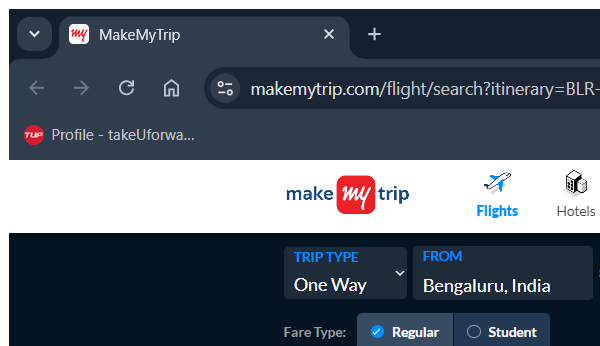 MakeMyTrip
makemytrip.com/flight/search?itinerary=BLR-
TUF Profile - takeUforwa...
make my trip
Flights
Hotels
TRIP TYPE
One Way
FROM
Bengaluru, India
Fare Type: Regular Student